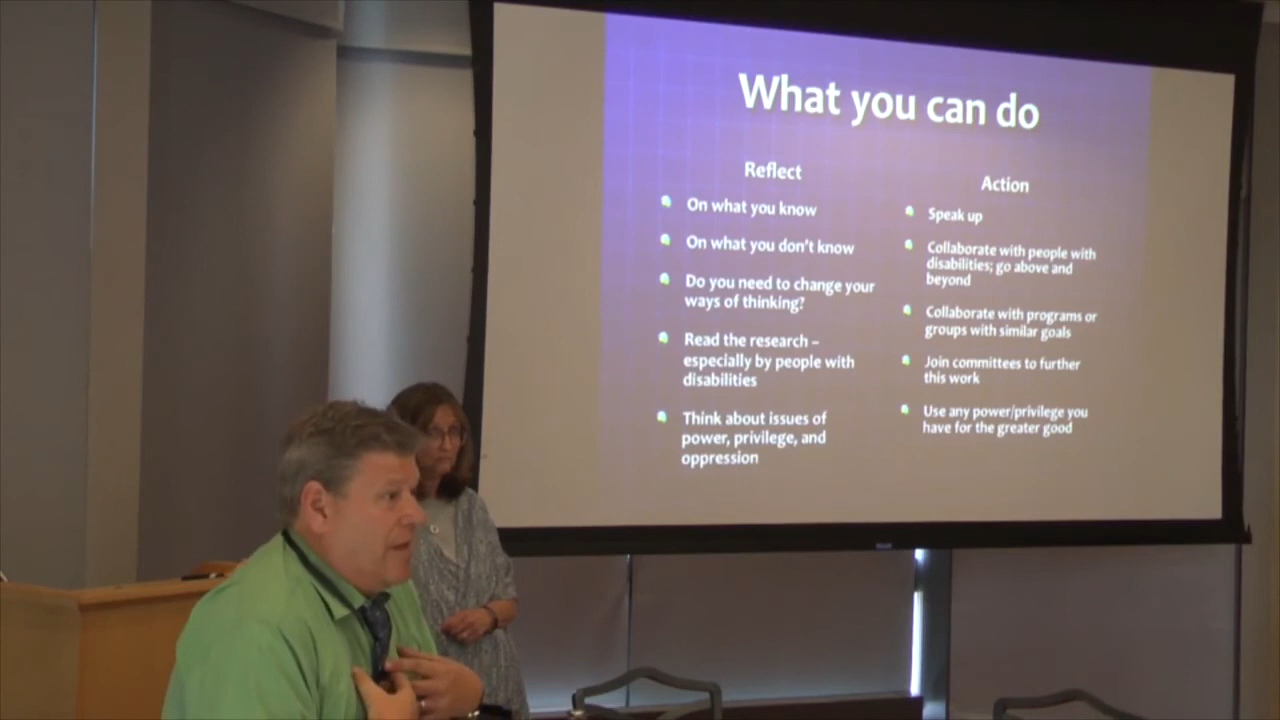 What you can do
Reflect
On what you know
On what you don't know
Do you need to change your
ways of thinking?
Read the research –
especially by people with
disabilities
Think about issues of
power, privilege, and
oppression
Action
Speak up
Collaborate with people with
disabilities; go above and
beyond
Collaborate with programs or
groups with similar goals
Join committees to further
this work
Use any power/privilege you
have for the greater good